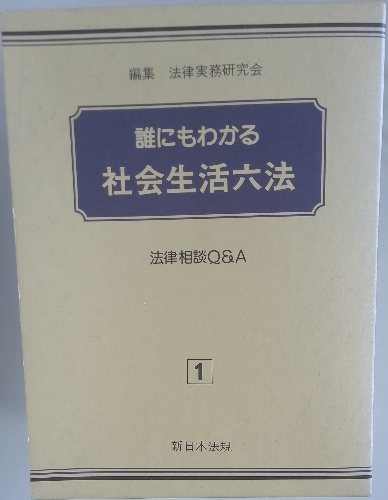 編集 法律実務研究会
誰にもわかる
社会生活六法
法律相談Q&A
1
新日本法規